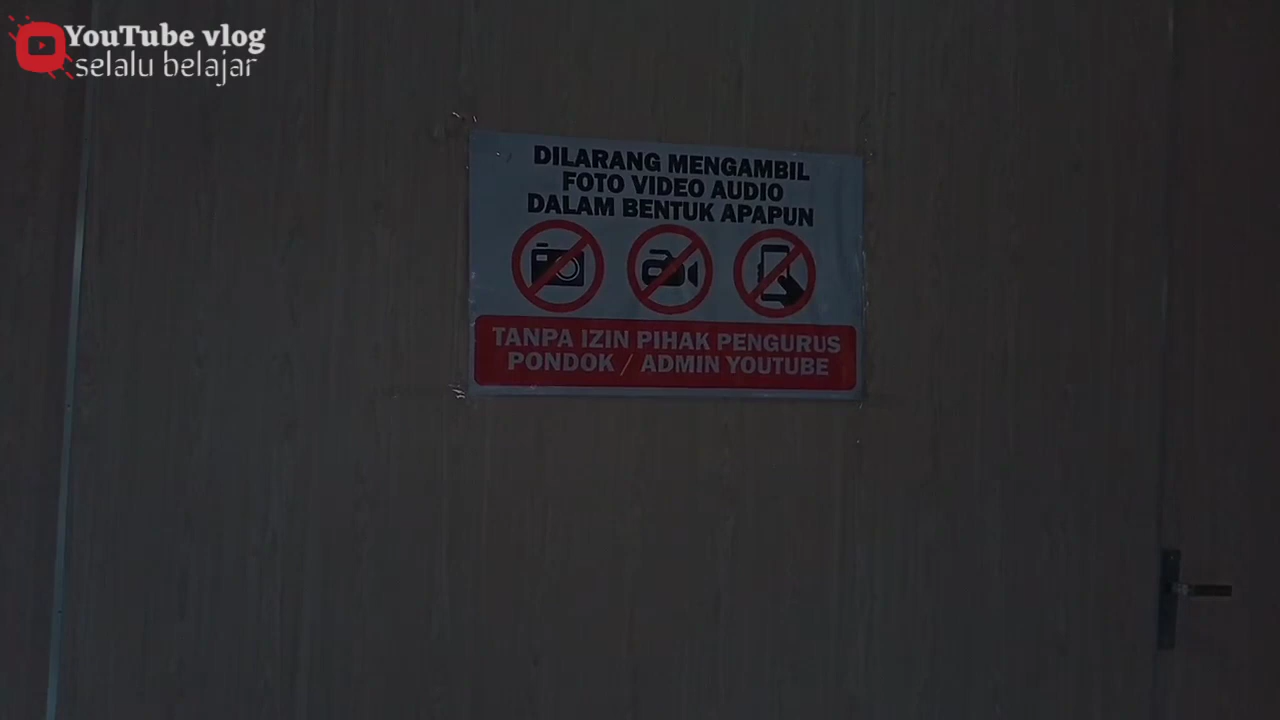 YouTube vlog
selalu belajar
DILARANG MENGAMBIL
FOTO VIDEO AUDIO
DALAM BENTUK APAPUN
TANPA IZIN PIHAK PENGURUS
PONDOK / ADMIN YOUTUBE